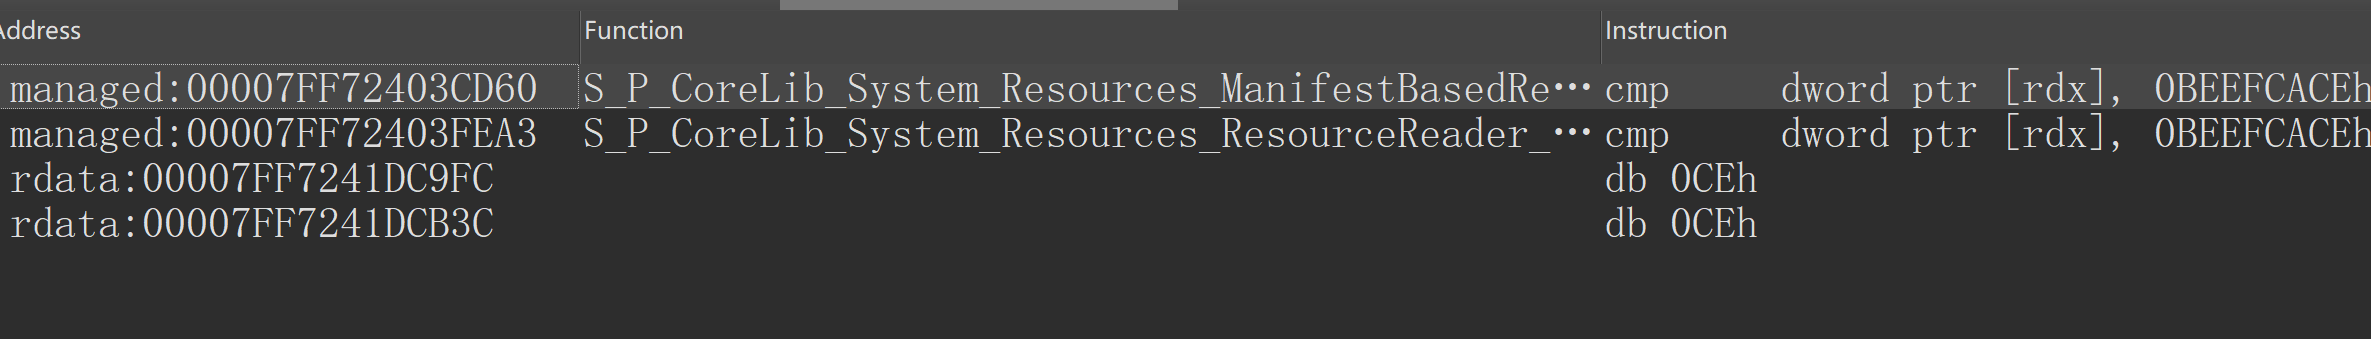 Address Function Instruction
managed:00007FF72403CD60 S_P_CoreLib_System_Resources_ManifestBasedRe… cmp dword ptr [rdx], 0BEEFCACEh
managed:00007FF72403FEA3 S_P_CoreLib_System_Resources_ResourceReader_… cmp dword ptr [rdx], 0BEEFCACEh
rdata:00007FF7241DC9FC db 0CEh
rdata:00007FF7241DCB3C db 0CEh